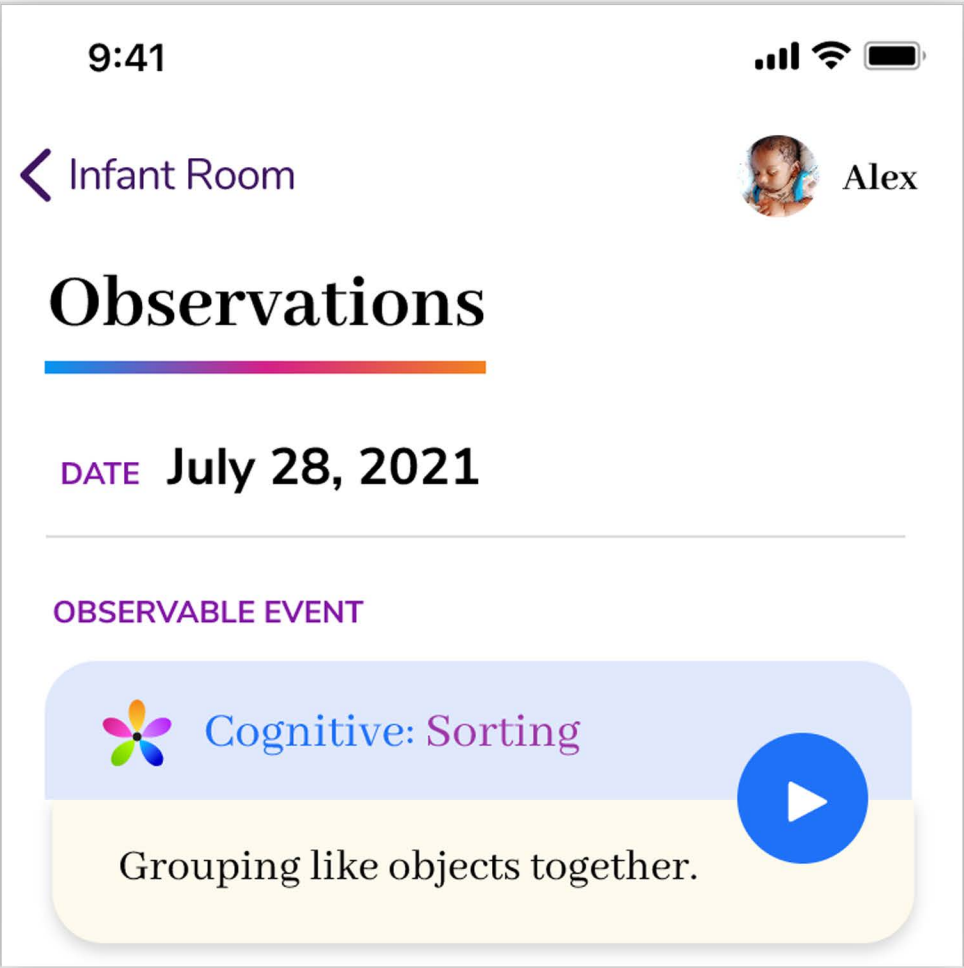 9:41
Infant Room
Alex
Observations
DATE July 28, 2021
OBSERVABLE EVENT
Cognitive: Sorting
Grouping like objects together.